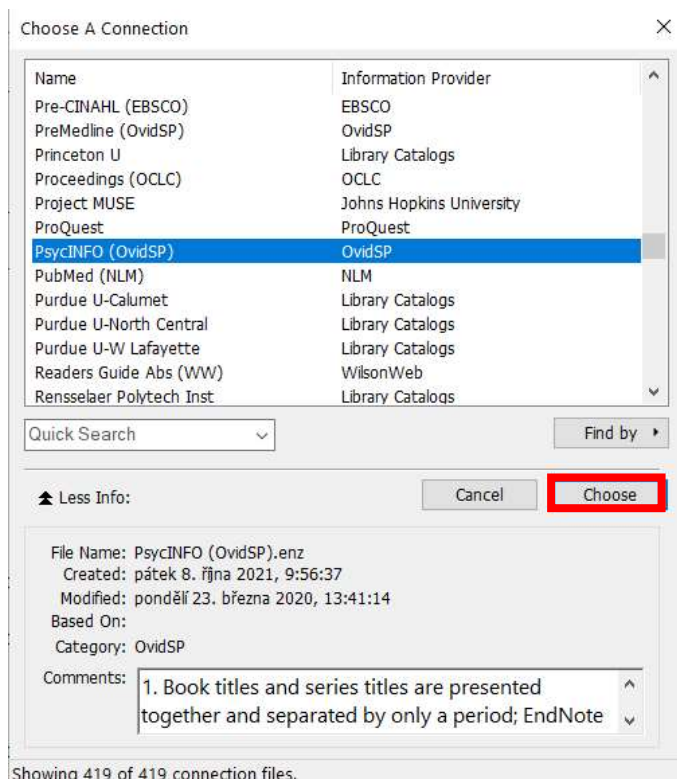 Choose A Connection
Name Information Provider
Pre-CINAHL (EBSCO) EBSCO
PreMedline (OvidSP) OvidSP
Princeton U Library Catalogs
Proceedings (OCLC) OCLC
Project MUSE Johns Hopkins University
ProQuest ProQuest
PsycINFO (OvidSP) OvidSP
PubMed (NLM) NLM
Purdue U-Calumet Library Catalogs
Purdue U-North Central Library Catalogs
Purdue U-W Lafayette Library Catalogs
Readers Guide Abs (WW) WilsonWeb
Rensselaer Polytech Inst Library Catalogs
Quick Search Find by
Less Info: Cancel Choose
File Name: PsycINFO (OvidSP).enz
Created: pátek 8. října 2021, 9:56:37
Modified: pondělí 23. března 2020, 13:41:14
Based On:
Category: OvidSP
Comments: 1. Book titles and series titles are presented
together and separated by only a period; EndNote
Showing 419 of 419 connection files.